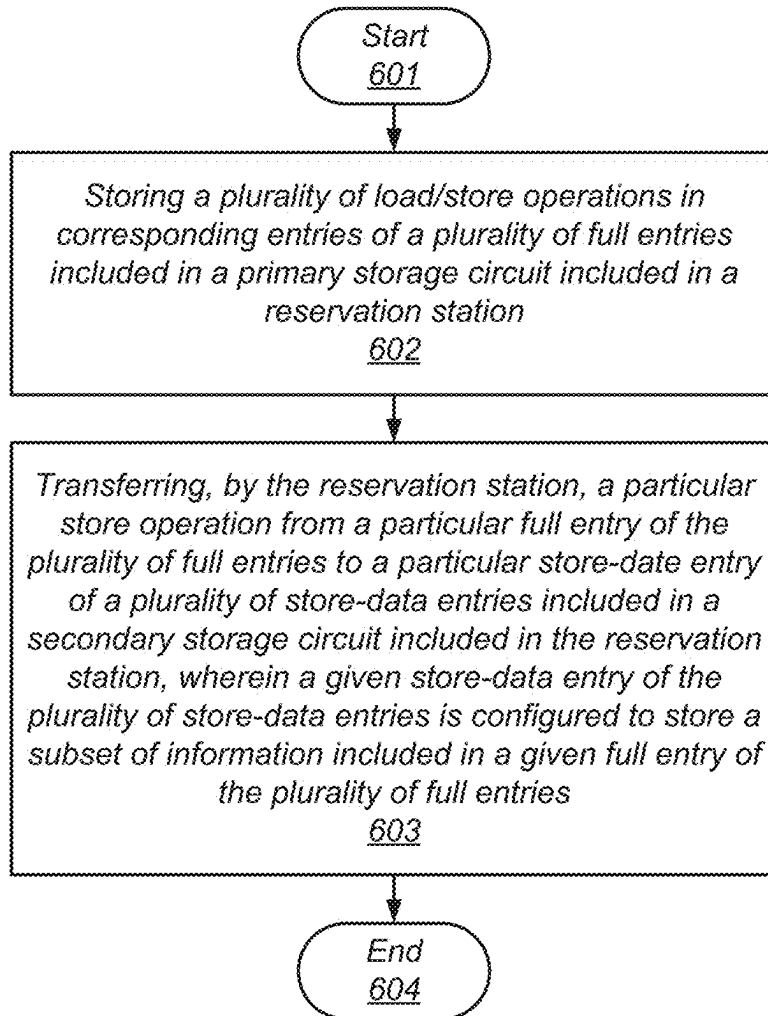 Start
601
Storing a plurality of load/store operations in
corresponding entries of a plurality of full entries
included in a primary storage circuit included in a
reservation station
602
Transferring, by the reservation station, a particular
store operation from a particular full entry of the
plurality of full entries to a particular store-date entry
of a plurality of store-data entries included in a
secondary storage circuit included in the reservation
station, wherein a given store-data entry of the
plurality of store-data entries is configured to store a
subset of information included in a given full entry of
the plurality of full entries
603
End
604